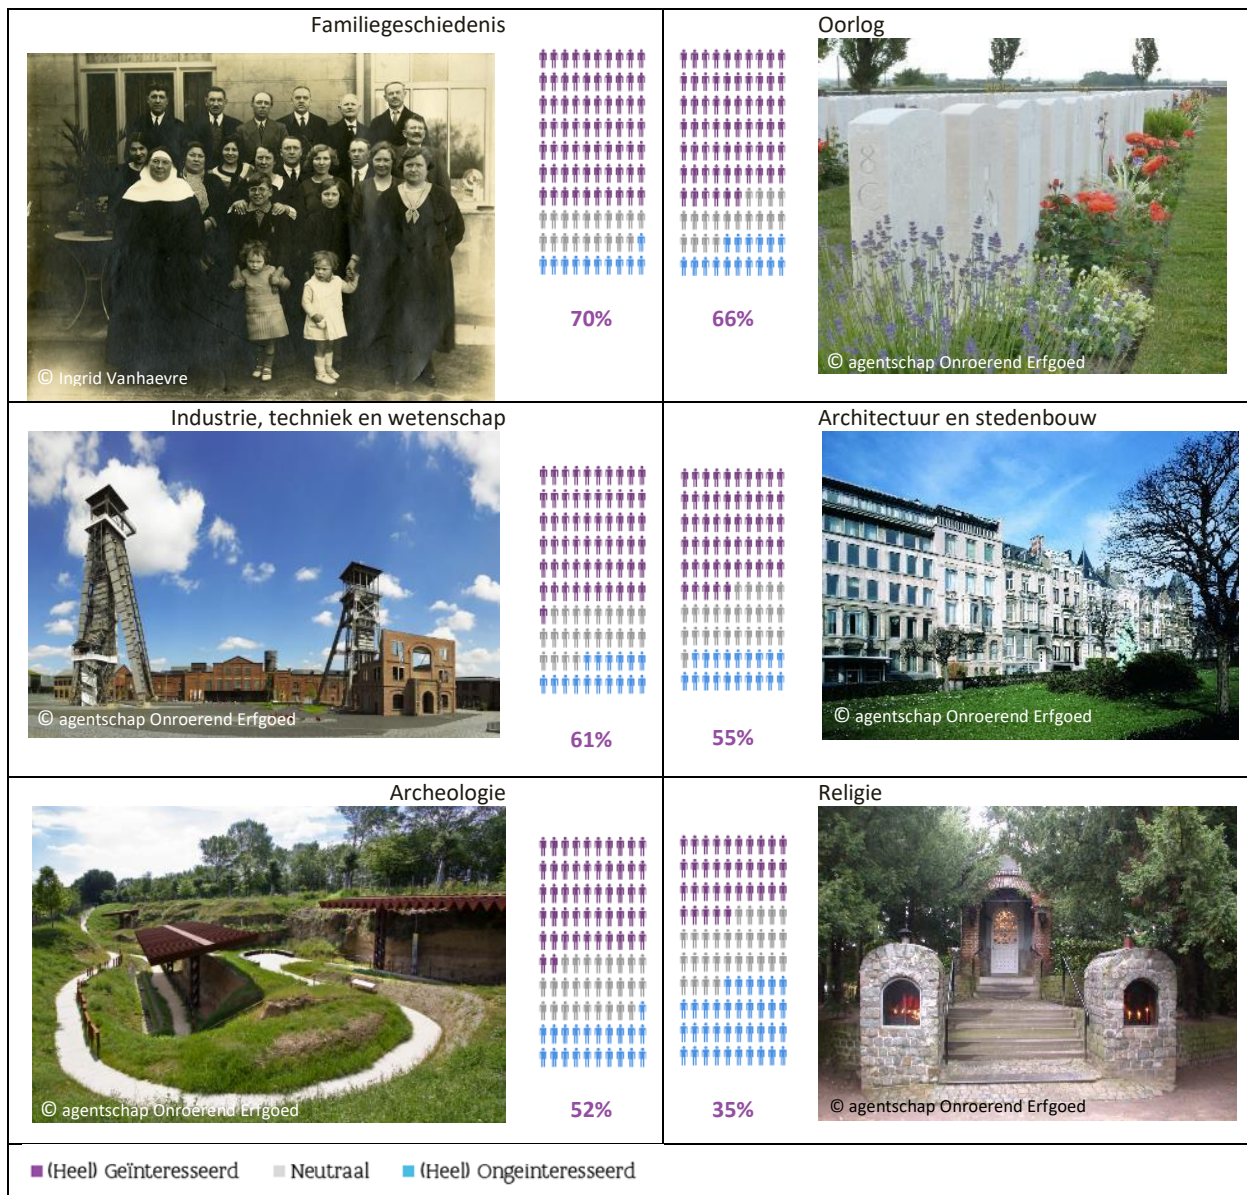 Familiegeschiedenis
© Ingrid Vanhaevre
70%
Oorlog
66%
© agentschap Onroerend Erfgoed
Industrie, techniek en wetenschap
© agentschap Onroerend Erfgoed
61%
Architectuur en stedenbouw
55%
© agentschap Onroerend Erfgoed
Archeologie
© agentschap Onroerend Erfgoed
52%
Religie
35%
© agentschap Onroerend Erfgoed
(Heel) Geïnteresseerd Neutraal (Heel) Ongeinteresseerd